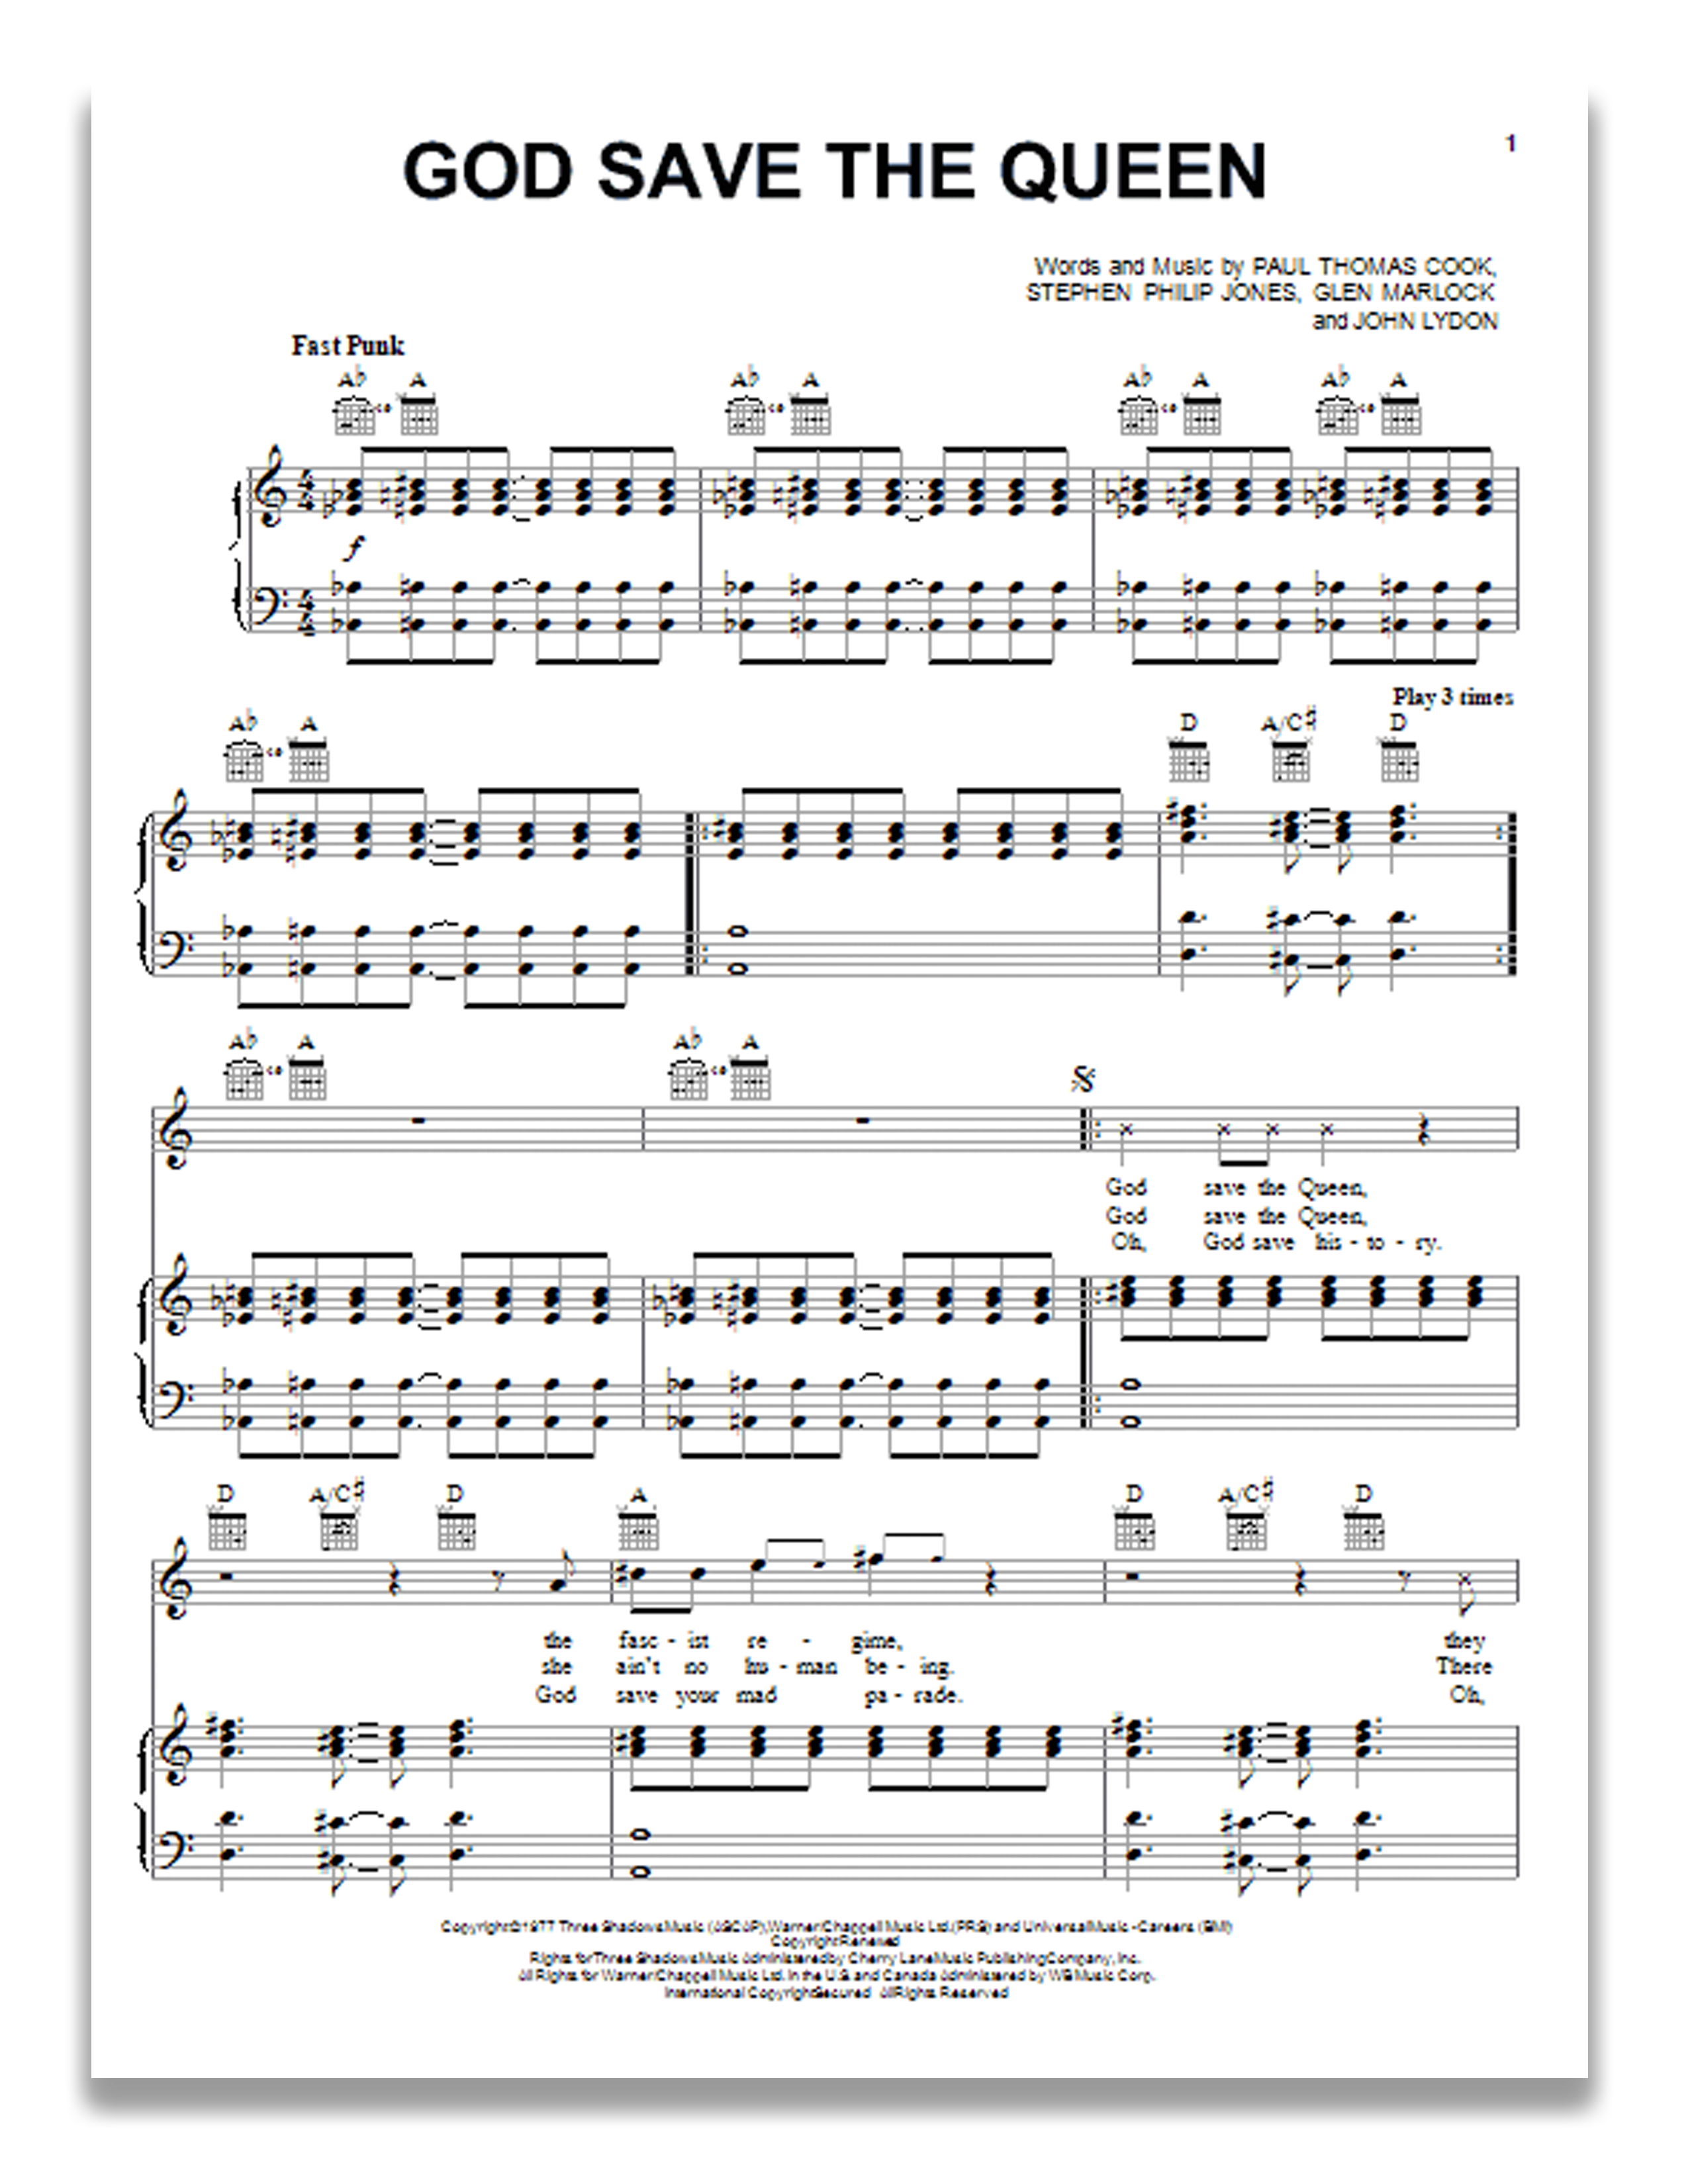 1
GOD SAVE THE QUEEN
Words and Music by PAUL THOMAS COOK,
STEPHEN PHILIP JONES, GLEN MARLOCK
and JOHN LYDON
Fast Punk
A♭ A A♭ A A♭ A A♭ A
f
Play 3 times
A♭ A D A/C♯ D
A♭ A A♭ A
God save the Queen,
God save the Queen,
Oh, God save his - to - ry.
D A/C♯ D A D A/C♯ D
the fasc - ist re - gime, they
she ain't no hu - man be - ing. There
God save your mad pa - rade. Oh,
Copyright ©1977 Three Shadows Music (ASCAP), Warner/Chappell Music Ltd. (PRS) and Universal Music - Careers (BMI)
Copyright Renewed
Rights for Three Shadows Music Administered by Cherry Lane Music Publishing Company, Inc.
All Rights for Warner/Chappell Music Ltd. in the U.S. and Canada Administered by WB Music Corp.
International Copyright Secured All Rights Reserved